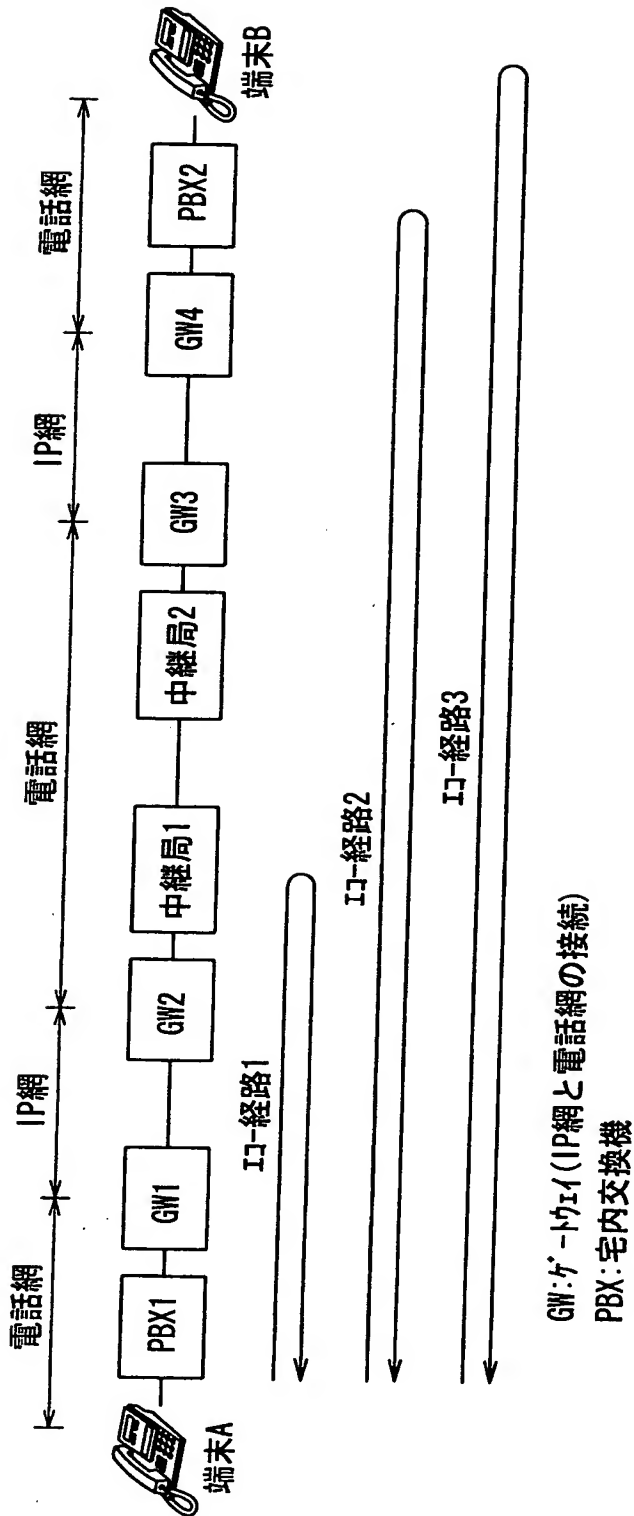 電話網
IP網
電話網
IP網
電話網
端末A
PBX1
GW1
GW2
中継局1
中継局2
GW3
GW4
PBX2
端末B
エコー経路1
エコー経路2
エコー経路3
GW:ゲートウェイ(IP網と電話網の接続)
PBX:宅内交換機